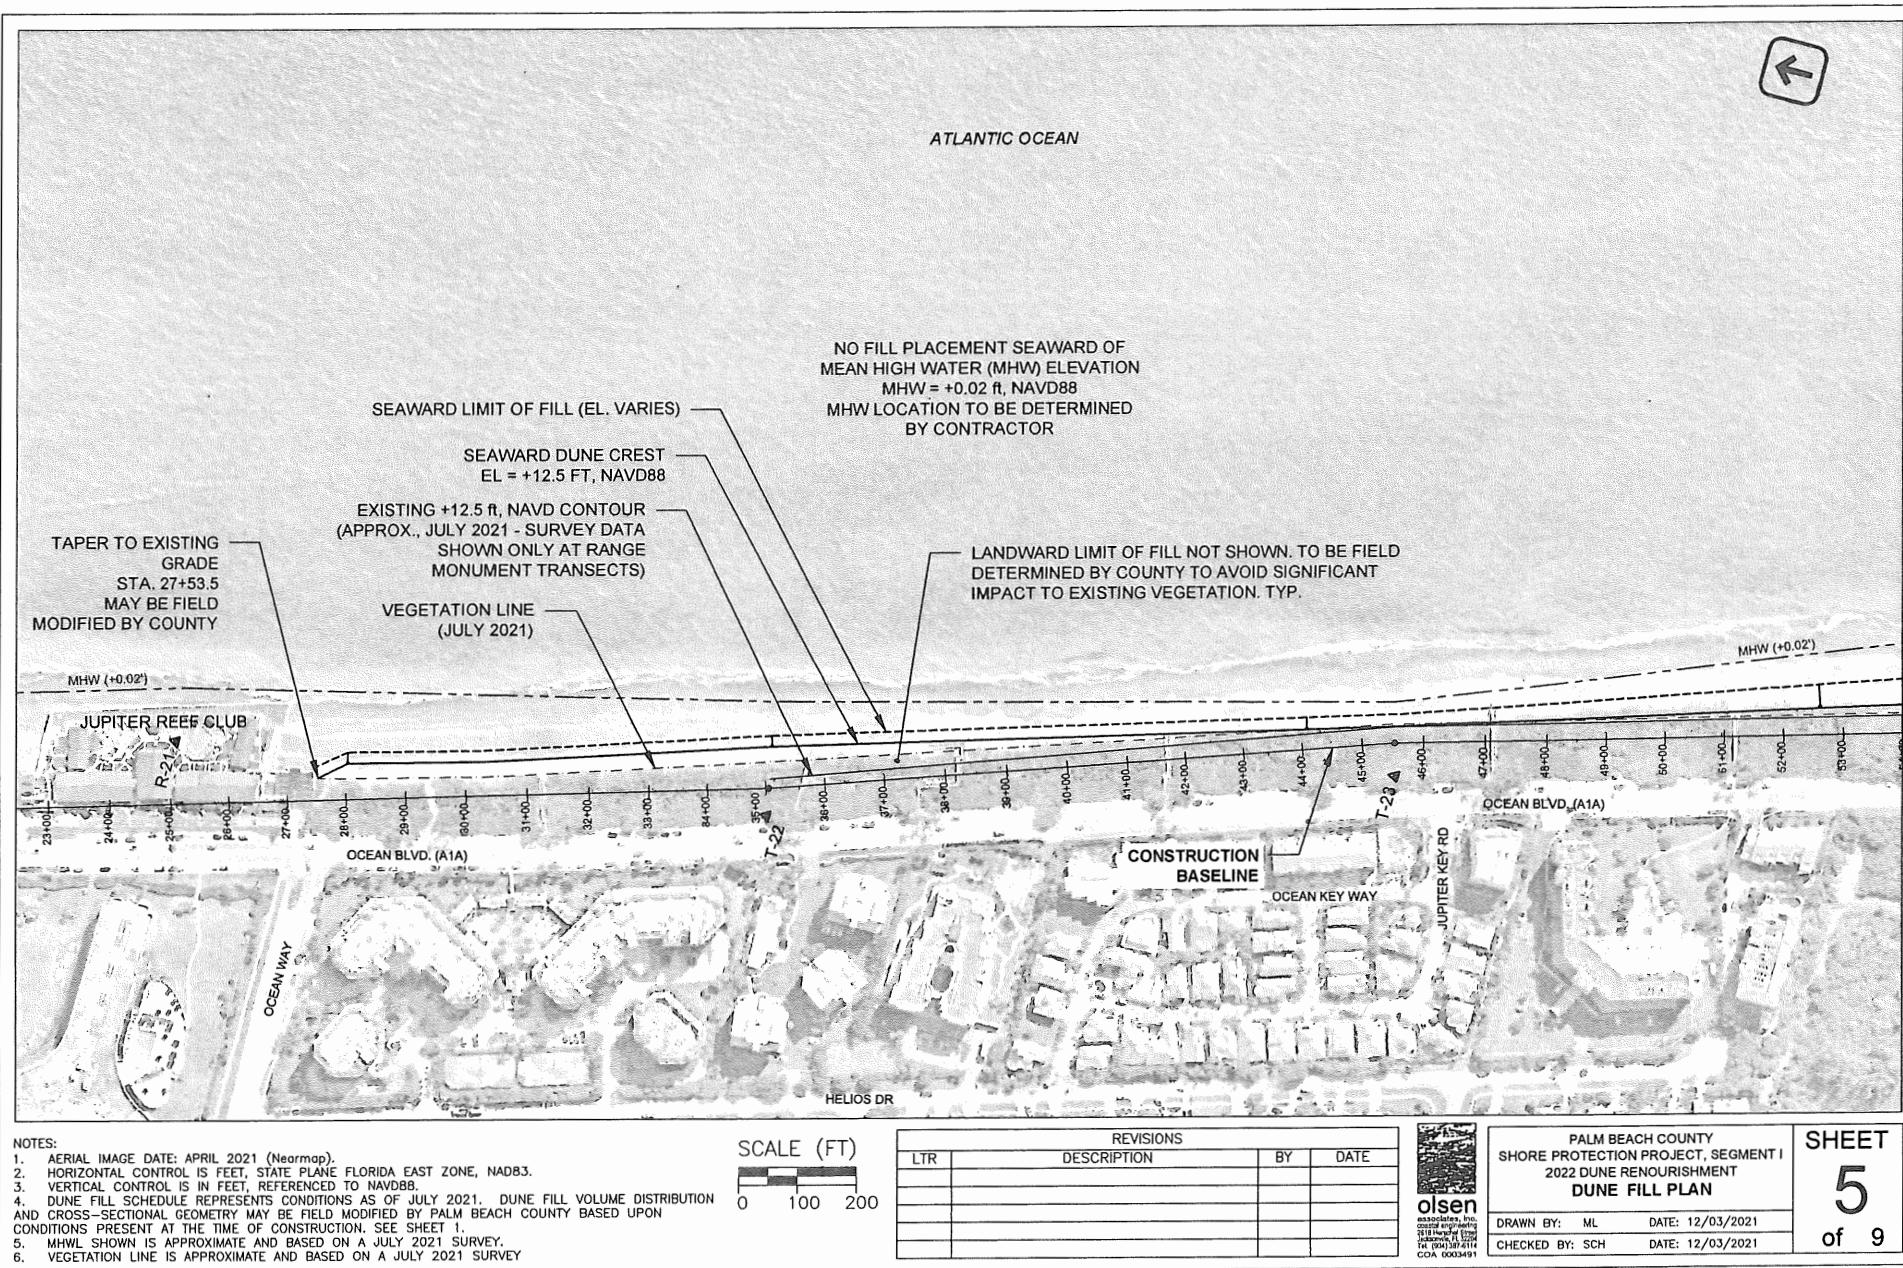 ATLANTIC OCEAN
NO FILL PLACEMENT SEAWARD OF
MEAN HIGH WATER (MHW) ELEVATION
MHW = +0.02 ft, NAVD88
MHW LOCATION TO BE DETERMINED
BY CONTRACTOR
SEAWARD LIMIT OF FILL (EL. VARIES)
SEAWARD DUNE CREST
EL = +12.5 FT, NAVD88
EXISTING +12.5 ft, NAVD CONTOUR
(APPROX., JULY 2021 - SURVEY DATA
SHOWN ONLY AT RANGE
MONUMENT TRANSECTS)
TAPER TO EXISTING
GRADE
STA. 27+53.5
MAY BE FIELD
MODIFIED BY COUNTY
VEGETATION LINE
(JULY 2021)
LANDWARD LIMIT OF FILL NOT SHOWN. TO BE FIELD
DETERMINED BY COUNTY TO AVOID SIGNIFICANT
IMPACT TO EXISTING VEGETATION. TYP.
MHW (+0.02')
MHW (+0.02')
JUPITER REEF CLUB
R-21
23+00
24+00
25+00
26+00
27+00
28+00
29+00
30+00
31+00
32+00
33+00
34+00
35+00
36+00
37+00
38+00
39+00
40+00
41+00
42+00
43+00
44+00
45+00
46+00
47+00
48+00
49+00
50+00
51+00
52+00
53+00
T-22
T-23
OCEAN BLVD. (A1A)
OCEAN BLVD. (A1A)
CONSTRUCTION
BASELINE
OCEAN KEY WAY
JUPITER KEY RD
OCEAN WAY
HELIOS DR
NOTES:
1. AERIAL IMAGE DATE: APRIL 2021 (Nearmap).
2. HORIZONTAL CONTROL IS FEET, STATE PLANE FLORIDA EAST ZONE, NAD83.
3. VERTICAL CONTROL IS IN FEET, REFERENCED TO NAVD88.
4. DUNE FILL SCHEDULE REPRESENTS CONDITIONS AS OF JULY 2021. DUNE FILL VOLUME DISTRIBUTION
AND CROSS-SECTIONAL GEOMETRY MAY BE FIELD MODIFIED BY PALM BEACH COUNTY BASED UPON
CONDITIONS PRESENT AT THE TIME OF CONSTRUCTION. SEE SHEET 1.
5. MHWL SHOWN IS APPROXIMATE AND BASED ON A JULY 2021 SURVEY.
6. VEGETATION LINE IS APPROXIMATE AND BASED ON A JULY 2021 SURVEY
SCALE (FT)
0 100 200
REVISIONS
LTR DESCRIPTION BY DATE
olsen
associates, inc.
coastal engineering
2618 Herschel Street
Jacksonville, FL 32204
Tel. (904) 387-6114
COA 0003491
PALM BEACH COUNTY
SHORE PROTECTION PROJECT, SEGMENT I
2022 DUNE RENOURISHMENT
DUNE FILL PLAN
DRAWN BY: ML DATE: 12/03/2021
CHECKED BY: SCH DATE: 12/03/2021
SHEET
5
of 9